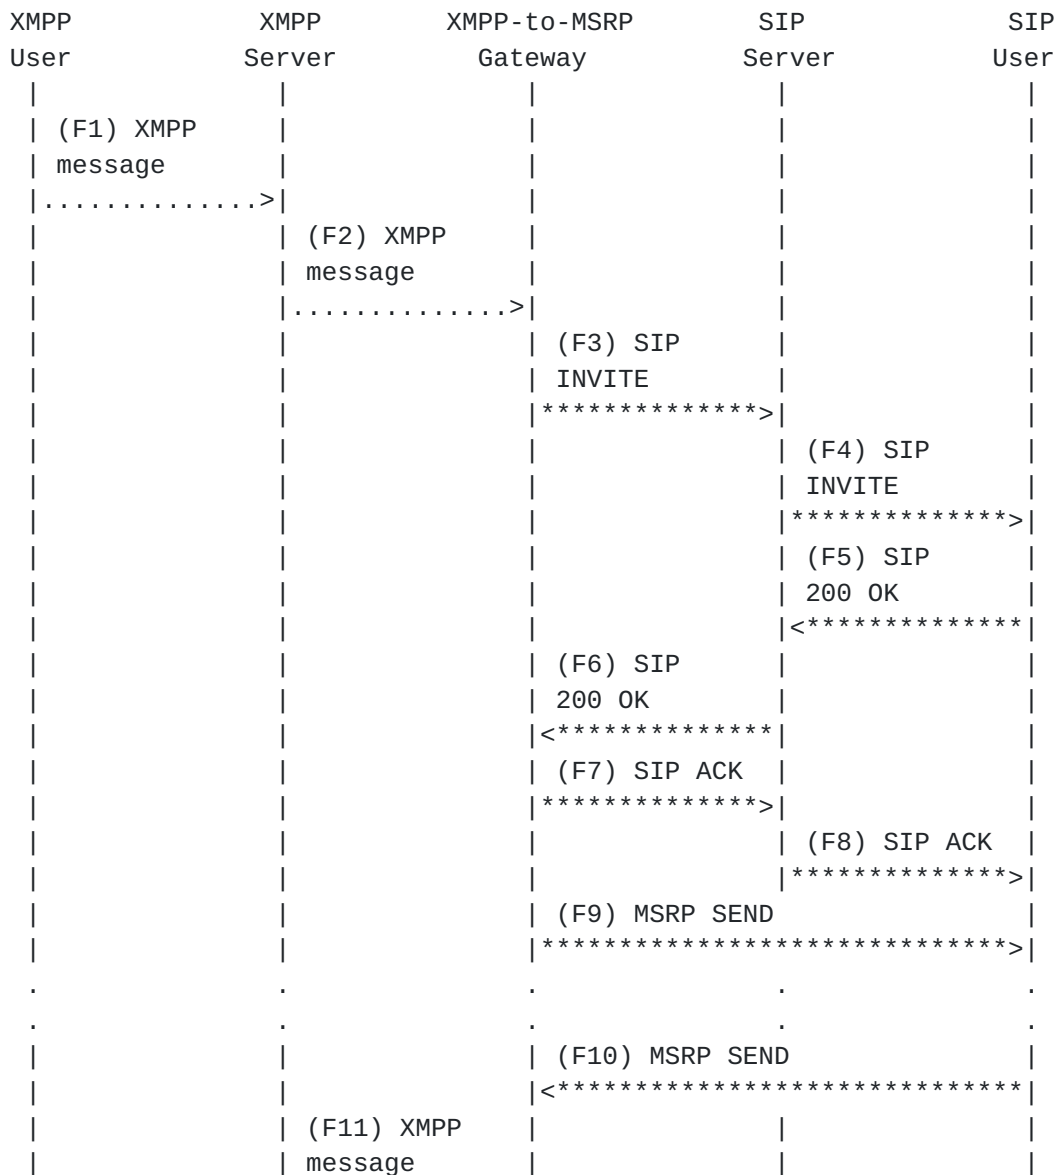 XMPP            XMPP       XMPP-to-MSRP        SIP             SIP
User           Server        Gateway          Server          User
 |               |               |               |               |
 | (F1) XMPP     |               |               |               |
 | message       |               |               |               |
 |..............>|               |               |               |
 |               | (F2) XMPP     |               |               |
 |               | message       |               |               |
 |               |..............>|               |               |
 |               |               | (F3) SIP      |               |
 |               |               | INVITE        |               |
 |               |               |**************>|               |
 |               |               |               | (F4) SIP      |
 |               |               |               | INVITE        |
 |               |               |               |**************>|
 |               |               |               | (F5) SIP      |
 |               |               |               | 200 OK        |
 |               |               |               |<**************|
 |               |               | (F6) SIP      |               |
 |               |               | 200 OK        |               |
 |               |               |<**************|               |
 |               |               | (F7) SIP ACK  |               |
 |               |               |**************>|               |
 |               |               |               | (F8) SIP ACK  |
 |               |               |               |**************>|
 |               |               | (F9) MSRP SEND                |
 |               |               |******************************>|
 .               .               .               .               .
 .               .               .               .               .
 |               |               | (F10) MSRP SEND               |
 |               |               |<******************************|
 |               | (F11) XMPP    |               |               |
 |               | message       |               |               |